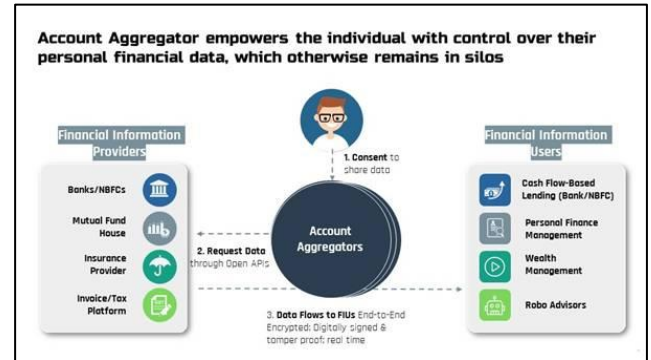 Account Aggregator empowers the individual with control over their
personal financial data, which otherwise remains in silos
Financial Information
Providers
Banks/NBFCs
Mutual Fund
House
Insurance
Provider
Invoice/Tax
Platform
1. Consent to
share data
Account
Aggregators
2. Request Data
through Open APIs
3. Data Flows to FIUs End-to-End
Encrypted; Digitally signed &
tamper proof; real time
Financial Information
Users
Cash Flow-Based
Lending (Bank/NBFC)
Personal Finance
Management
Wealth
Management
Robo Advisors